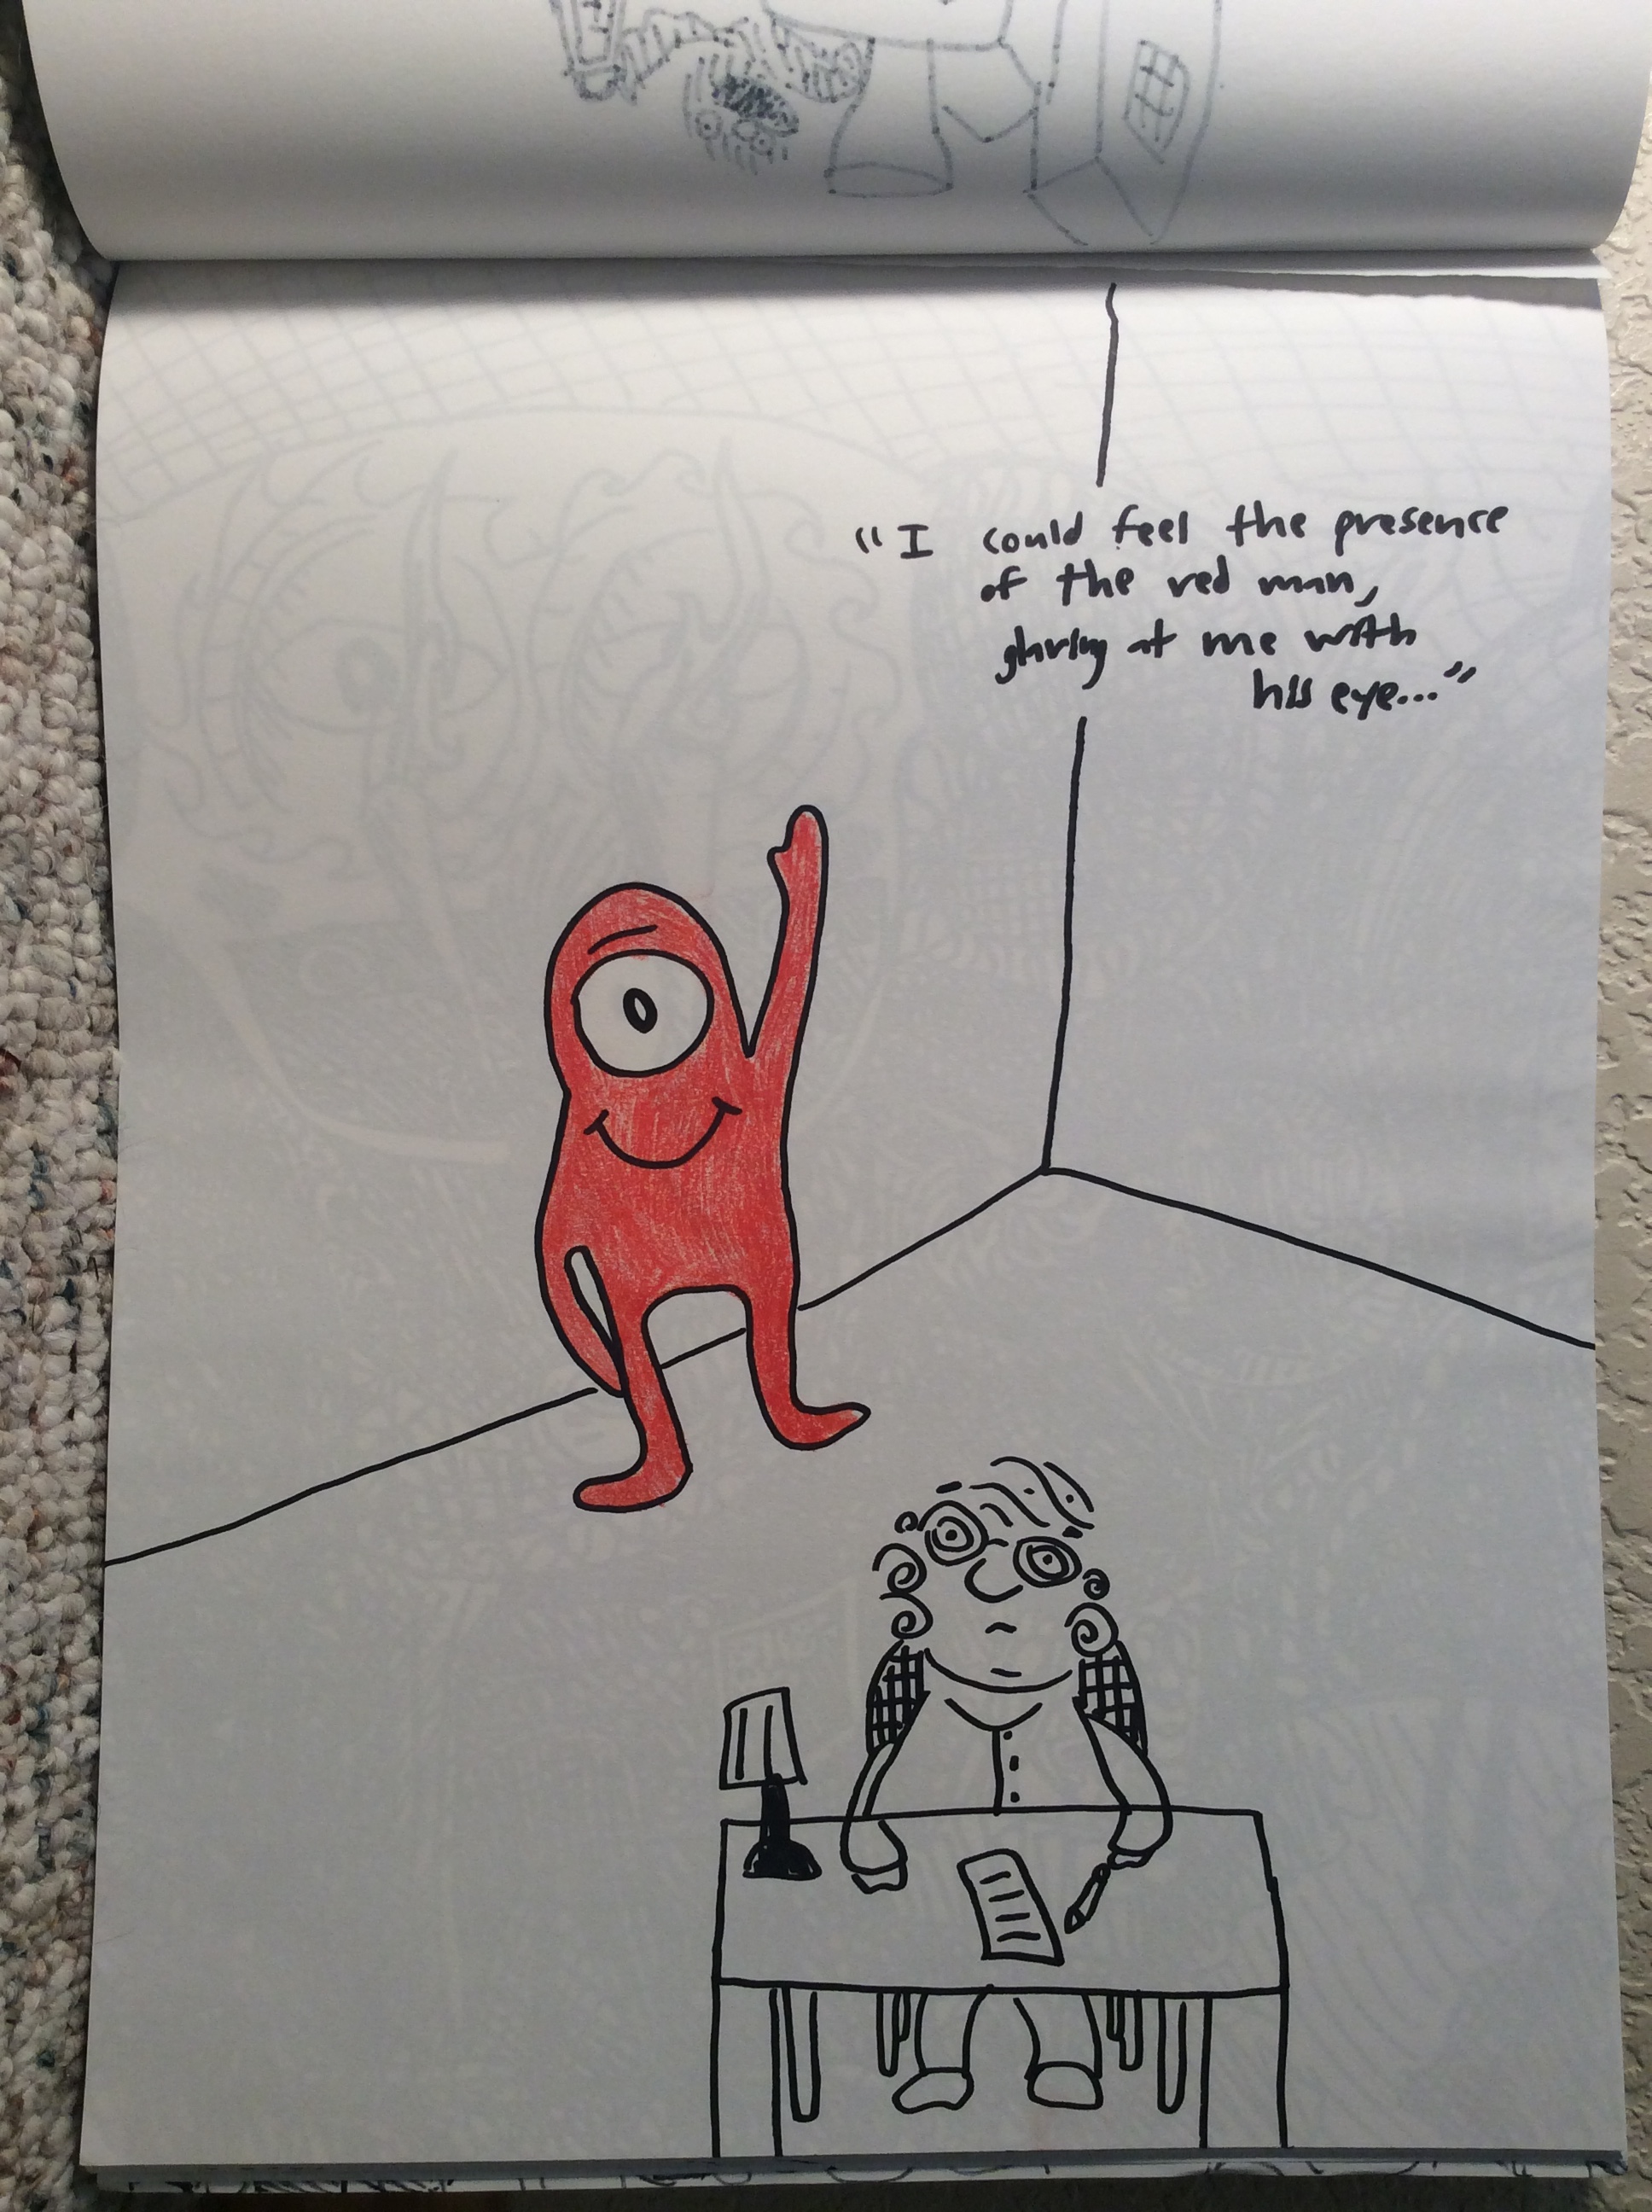 "I could feel the presence
of the red man,
glaring at me with
his eye..."